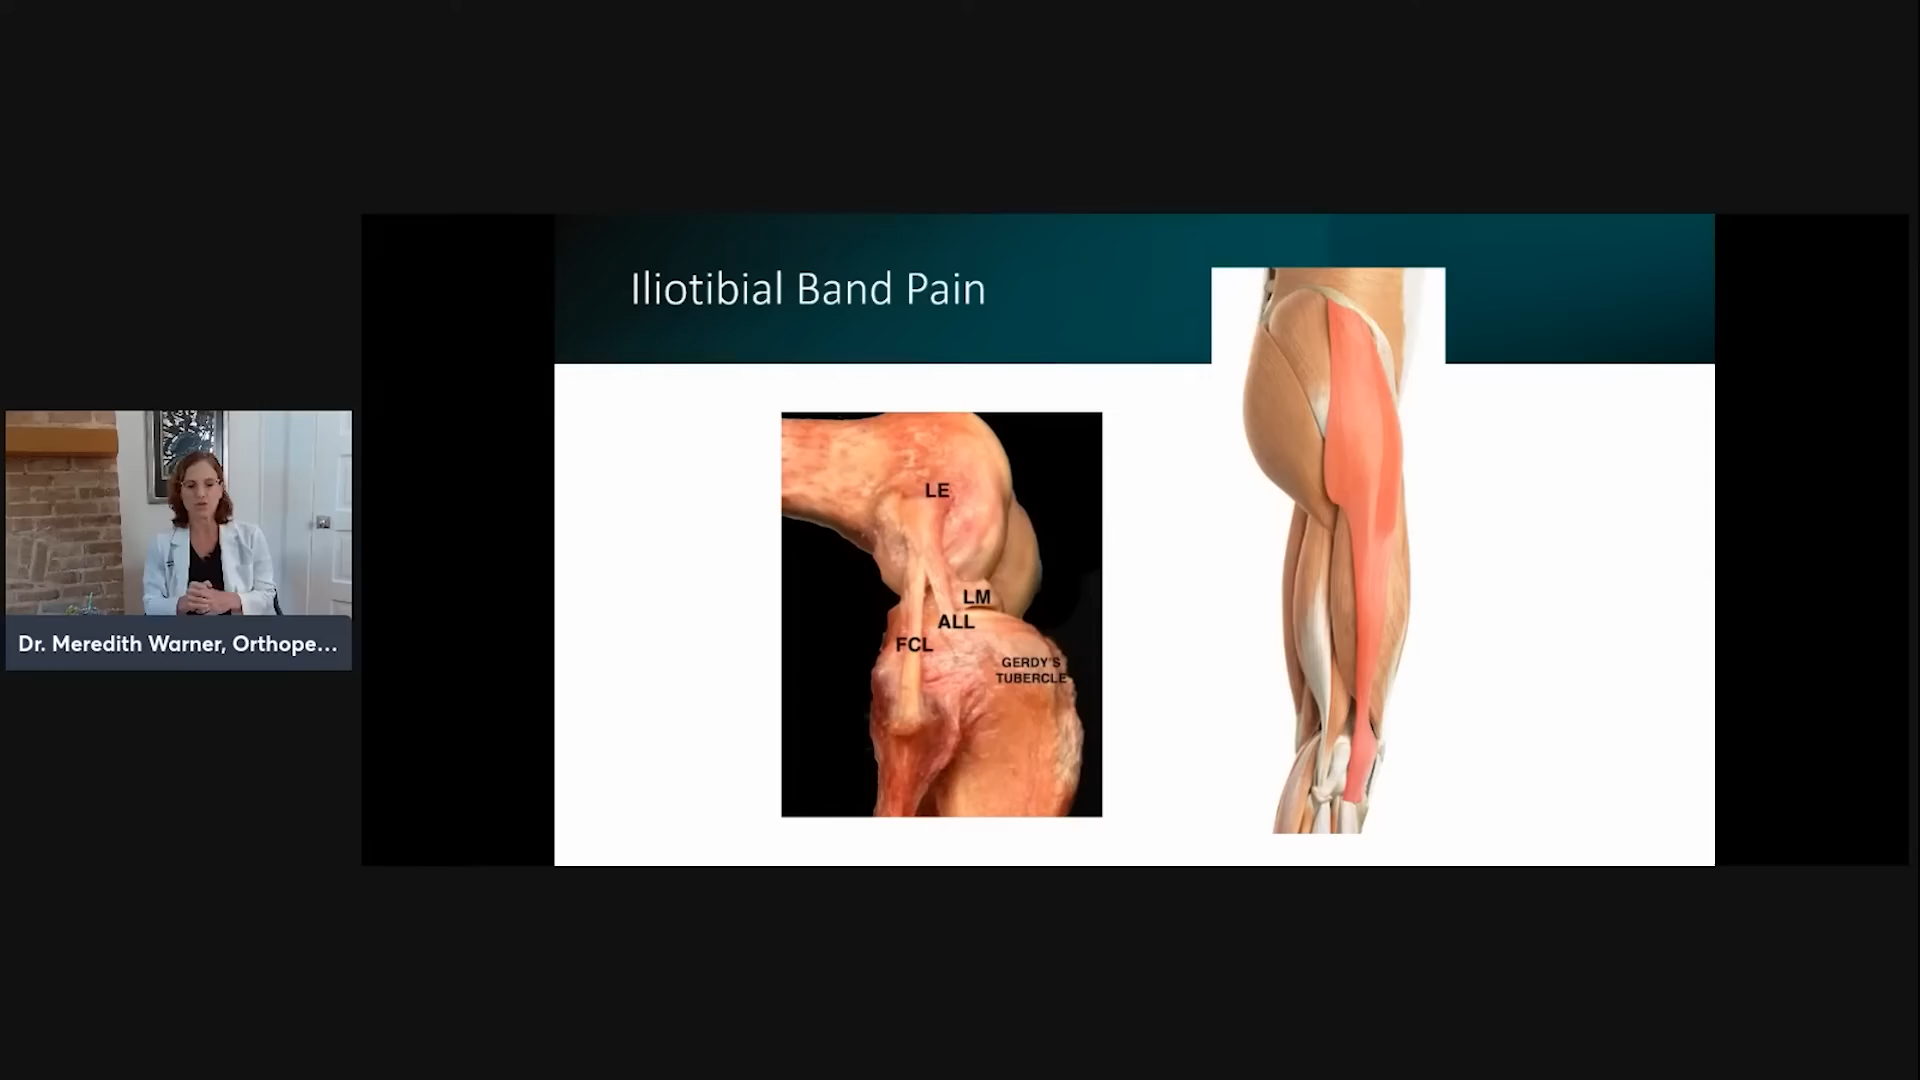 Iliotibial Band Pain
LE
LM
ALL
FCL
GERDY'S
TUBERCLE
Dr. Meredith Warner, Orthope...